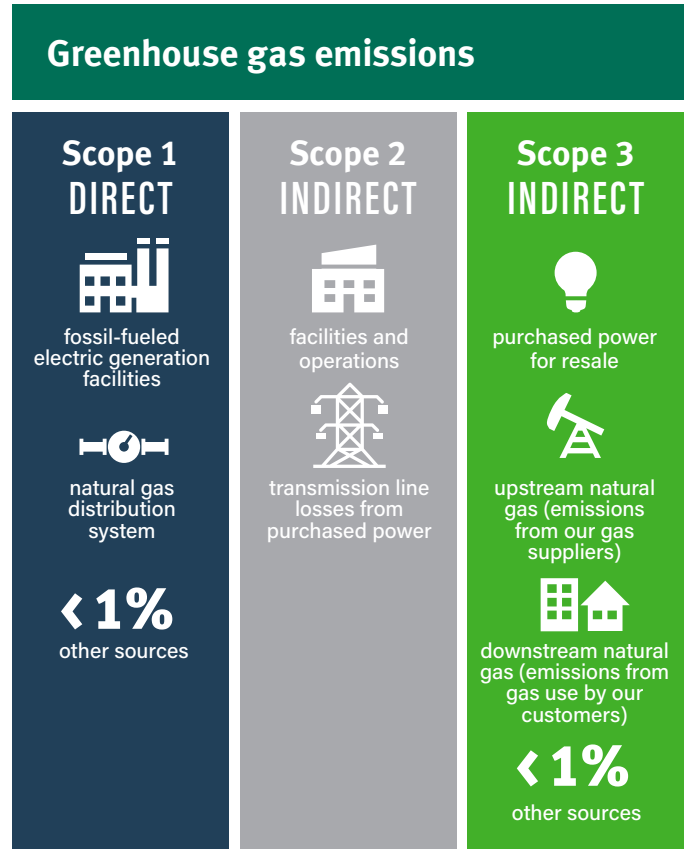 Greenhouse gas emissions
Scope 1
DIRECT
fossil-fueled
electric generation
facilities
natural gas
distribution
system
< 1%
other sources
Scope 2
INDIRECT
facilities and
operations
transmission line
losses from
purchased power
Scope 3
INDIRECT
purchased power
for resale
upstream natural
gas (emissions
from our gas
suppliers)
downstream natural
gas (emissions from
gas use by our
customers)
< 1%
other sources